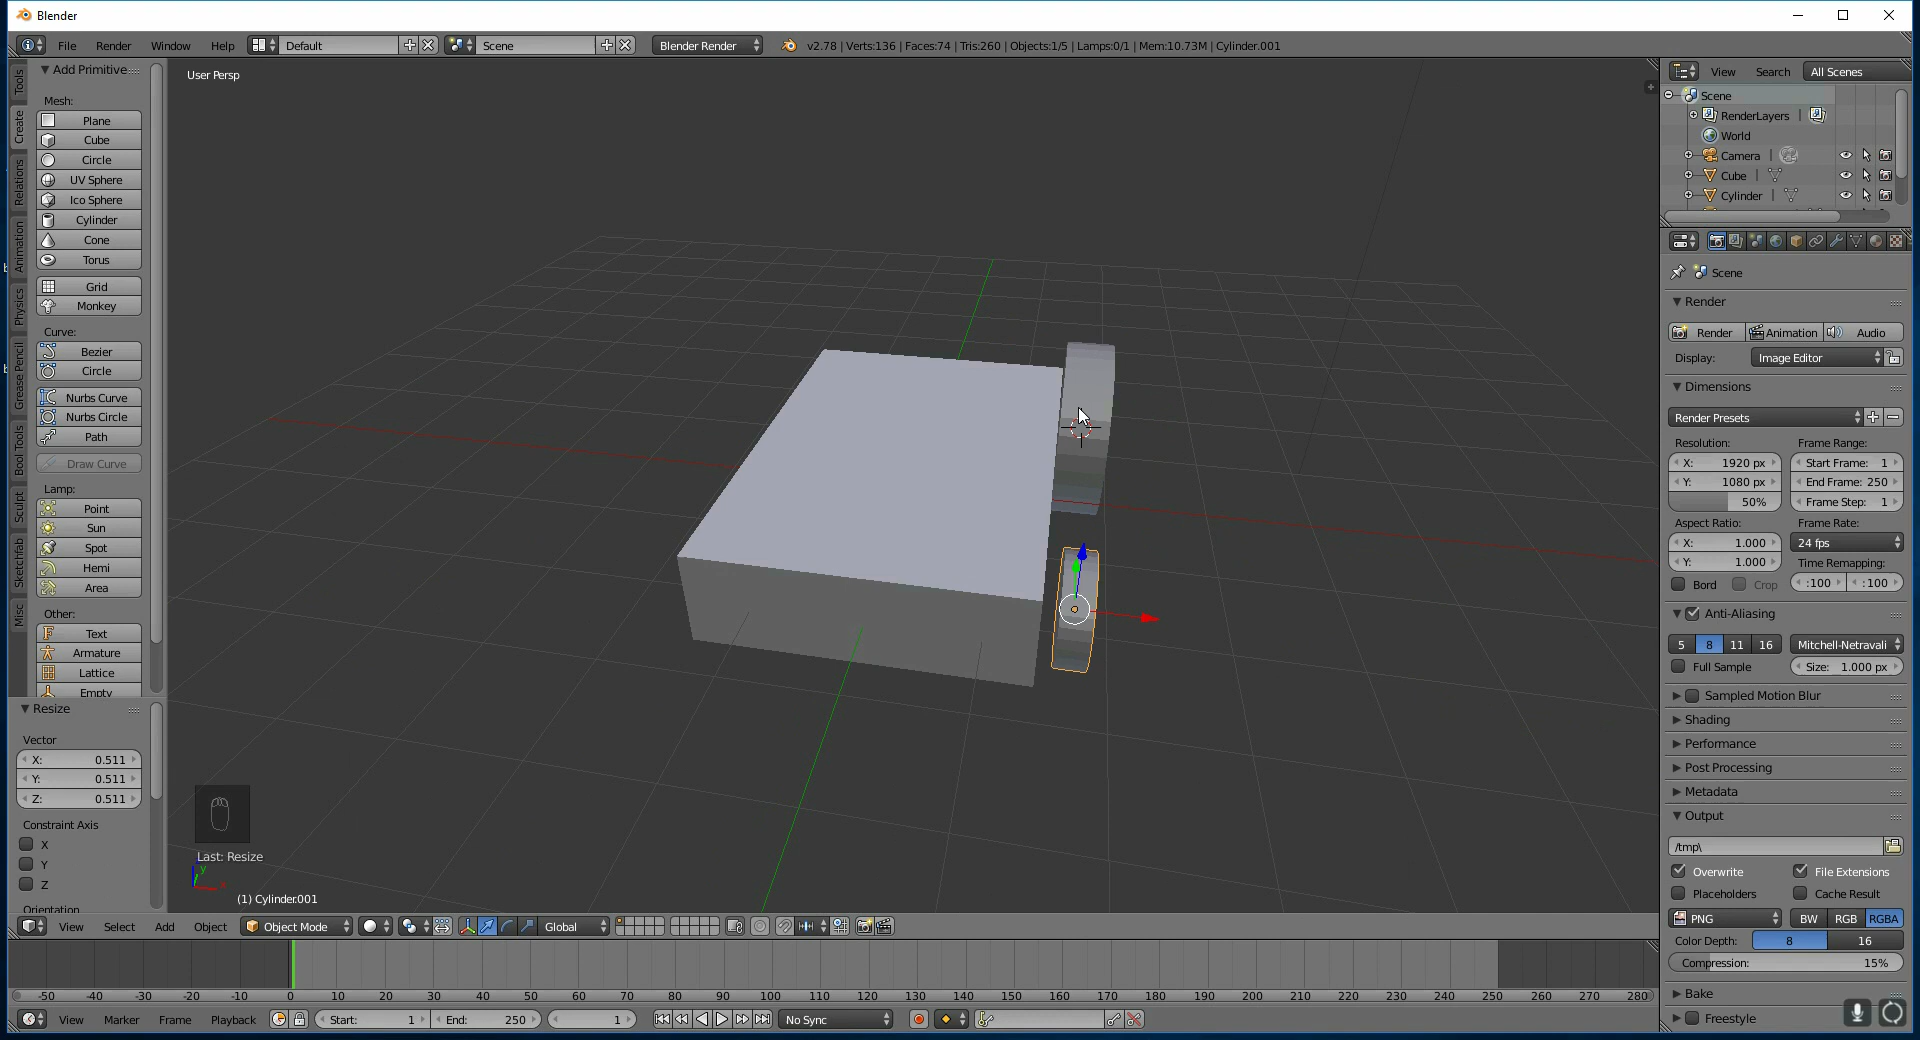 Blender
File Render Window Help Default Scene Blender Render v2.78 | Verts:136 | Faces:74 | Tris:260 | Objects:1/5 | Lamps:0/1 | Mem:10.73M | Cylinder.001
Tools
Create
Relations
Animation
Physics
Grease Pencil
Bool Tools
Sculpt
Sketchfab
Misc
Add Primitive
Mesh:
Plane
Cube
Circle
UV Sphere
Ico Sphere
Cylinder
Cone
Torus
Grid
Monkey
Curve:
Bezier
Circle
Nurbs Curve
Nurbs Circle
Path
Draw Curve
Lamp:
Point
Sun
Spot
Hemi
Area
Other:
Text
Armature
Lattice
Empty
Resize
Vector
X: 0.511
Y: 0.511
Z: 0.511
Constraint Axis
X
Y
Z
Orientation
User Persp
Last: Resize
y
x
(1) Cylinder.001
View Select Add Object Object Mode Global
-50 -40 -30 -20 -10 0 10 20 30 40 50 60 70 80 90 100 110 120 130 140 150 160 170 180 190 200 210 220 230 240 250 260 270 280
View Marker Frame Playback Start: 1 End: 250 1 No Sync
View Search All Scenes
Scene
RenderLayers |
World
Camera |
Cube |
Cylinder |
Scene
Render
Render Animation Audio
Display: Image Editor
Dimensions
Render Presets
Resolution: Frame Range:
X: 1920 px Start Frame: 1
Y: 1080 px End Frame: 250
50% Frame Step: 1
Aspect Ratio: Frame Rate:
X: 1.000 24 fps
Y: 1.000 Time Remapping:
Bord Crop :100 :100
Anti-Aliasing
5 8 11 16 Mitchell-Netravali
Full Sample Size: 1.000 px
Sampled Motion Blur
Shading
Performance
Post Processing
Metadata
Output
/tmp\
Overwrite File Extensions
Placeholders Cache Result
PNG BW RGB RGBA
Color Depth: 8 16
Compression: 15%
Bake
Freestyle